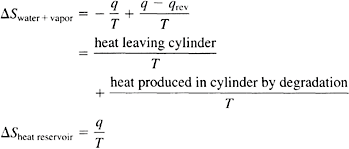 ΔS_water + vapor = − q/T + (q − q_rev)/T
= heat leaving cylinder/T
+ heat produced in cylinder by degradation/T
ΔS_heat reservoir = q/T